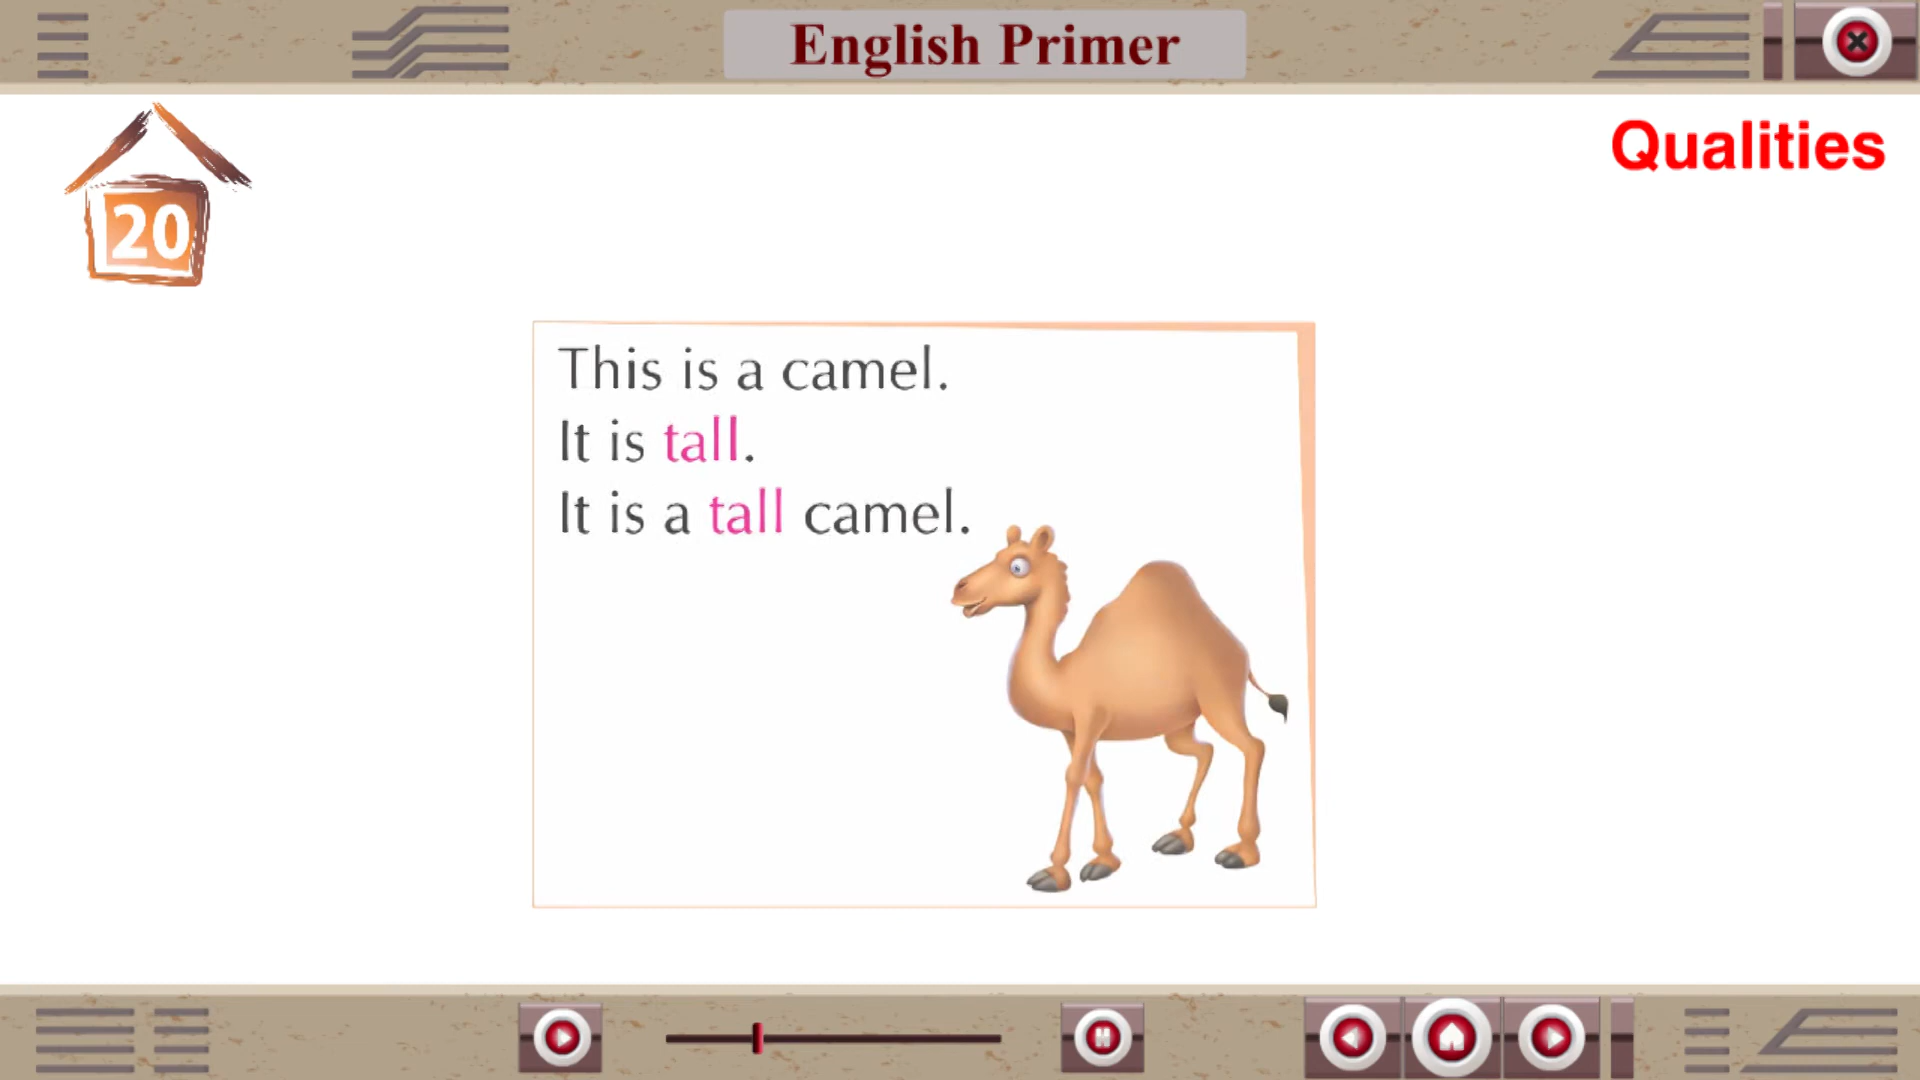 English Primer
Qualities
20
This is a camel.
It is tall.
It is a tall camel.